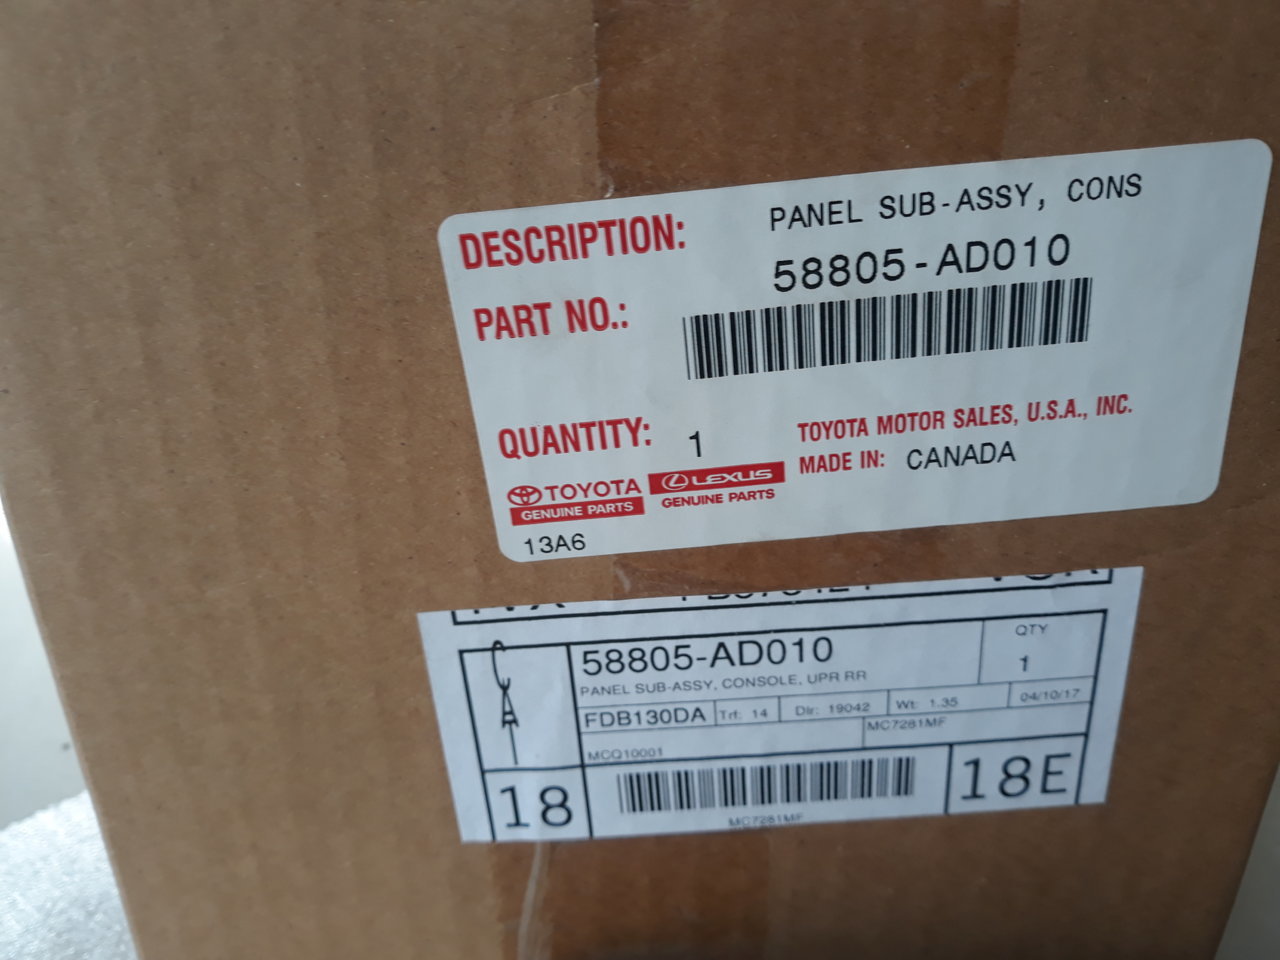 DESCRIPTION: PANEL SUB-ASSY, CONS
PART NO.: 58805-AD010
QUANTITY: 1
TOYOTA MOTOR SALES, U.S.A., INC.
MADE IN: CANADA
TOYOTA
GENUINE PARTS
LEXUS
GENUINE PARTS
13A6
58805-AD010
QTY
1
PANEL SUB-ASSY, CONSOLE, UPR RR
FDB130DA Trt: 14 Dir: 19042 Wt: 1.35 04/10/17
MC7281MF
MCQ10001
18
18E
MC7281MF